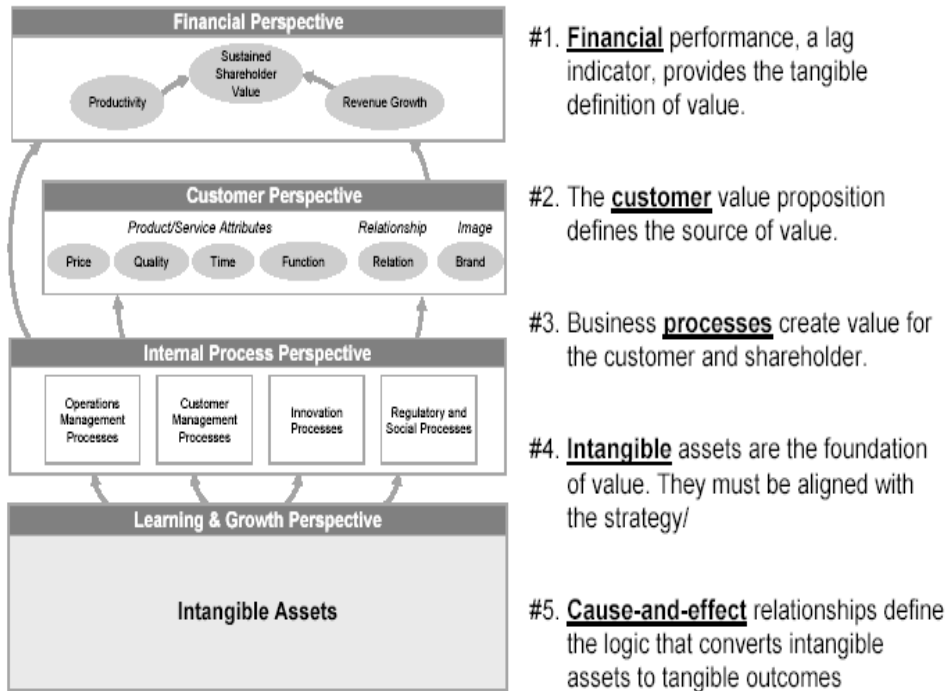 Financial Perspective
Sustained
Shareholder
Value
Productivity
Revenue Growth
Customer Perspective
Product/Service Attributes
Relationship
Image
Price
Quality
Time
Function
Relation
Brand
Internal Process Perspective
Operations
Management
Processes
Customer
Management
Processes
Innovation
Processes
Regulatory and
Social Processes
Learning & Growth Perspective
Intangible Assets
#1. Financial performance, a lag
indicator, provides the tangible
definition of value.
#2. The customer value proposition
defines the source of value.
#3. Business processes create value for
the customer and shareholder.
#4. Intangible assets are the foundation
of value. They must be aligned with
the strategy/
#5. Cause-and-effect relationships define
the logic that converts intangible
assets to tangible outcomes